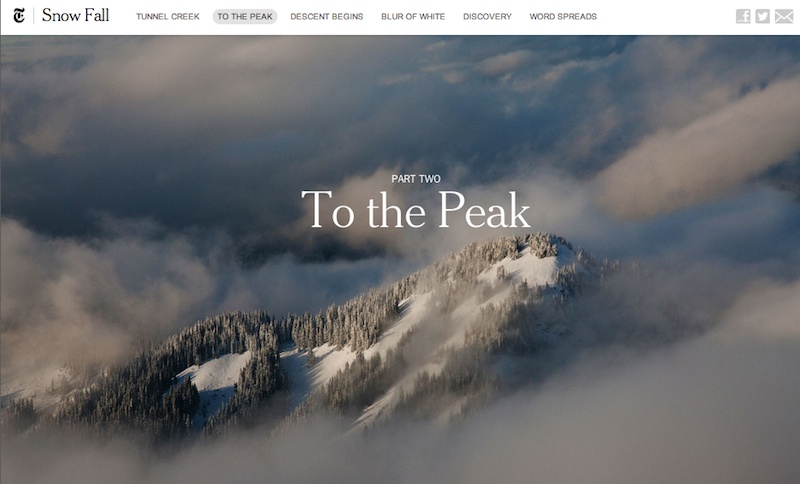 T Snow Fall TUNNEL CREEK TO THE PEAK DESCENT BEGINS BLUR OF WHITE DISCOVERY WORD SPREADS
PART TWO
To the Peak